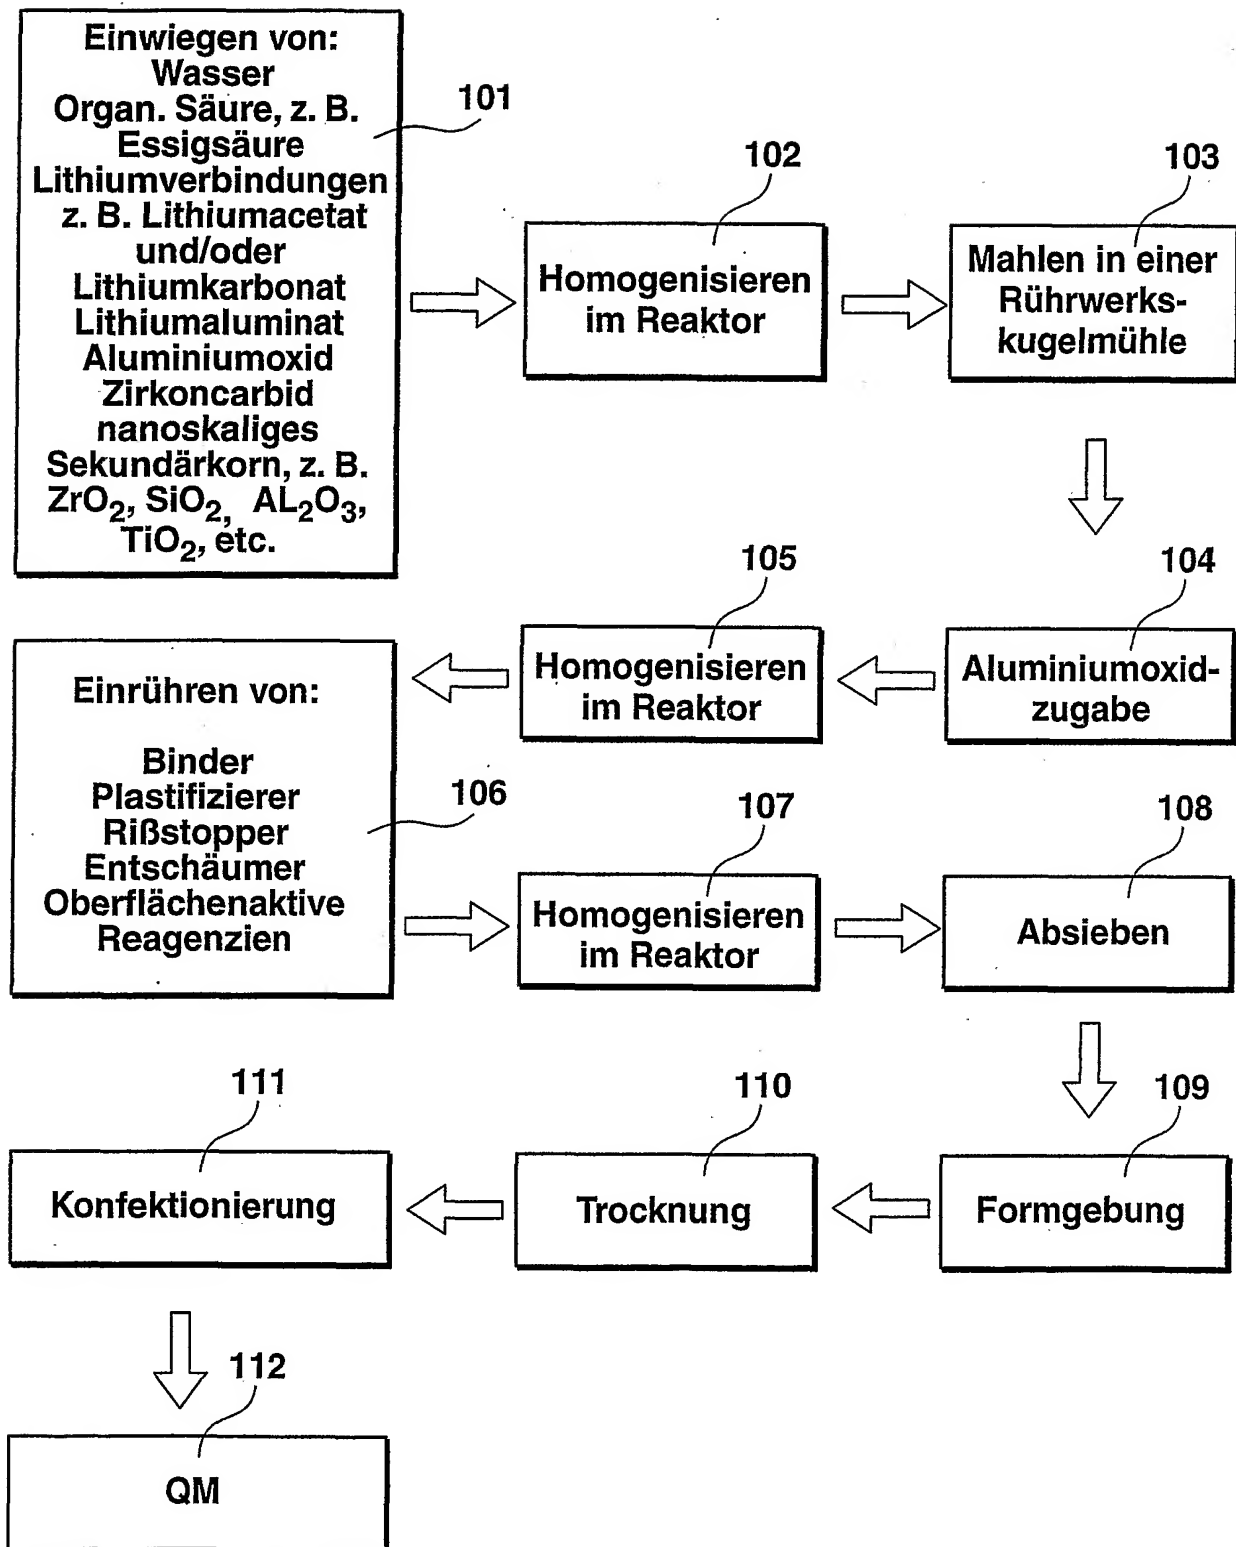 Einwiegen von:
Wasser
Organ. Säure, z. B.
Essigsäure
Lithiumverbindungen
z. B. Lithiumacetat
und/oder
Lithiumkarbonat
Lithiumaluminat
Aluminiumoxid
Zirkoncarbid
nanoskaliges
Sekundärkorn, z. B.
ZrO2, SiO2, AL2O3,
TiO2, etc.
101
102
Homogenisieren
im Reaktor
103
Mahlen in einer
Rührwerks-
kugelmühle
104
Aluminiumoxid-
zugabe
105
Homogenisieren
im Reaktor
Einrühren von:
Binder
Plastifizierer
Rißstopper
Entschäumer
Oberflächenaktive
Reagenzien
106
107
Homogenisieren
im Reaktor
108
Absieben
109
Formgebung
110
Trocknung
111
Konfektionierung
112
QM